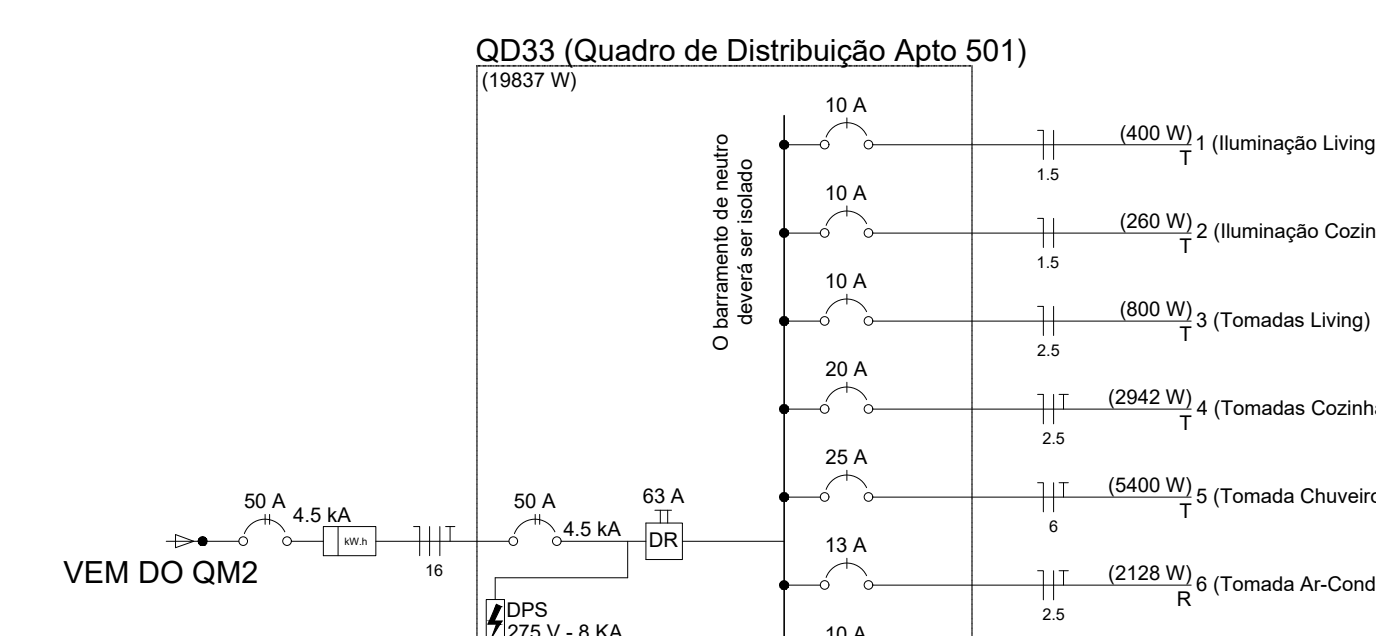 QD33 (Quadro de Distribuição Apto 501)
(19837 W)
O barramento de neutro
deverá ser isolado
10 A
1.5
(400 W)
T
1 (Iluminação Living
10 A
1.5
(260 W)
T
2 (Iluminação Cozin
10 A
2.5
(800 W)
T
3 (Tomadas Living)
20 A
2.5
(2942 W)
T
4 (Tomadas Cozinha
25 A
6
(5400 W)
T
5 (Tomada Chuveiro
13 A
2.5
(2128 W)
R
6 (Tomada Ar-Cond
10 A
50 A
4.5 kA
kW.h
16
50 A
4.5 kA
63 A
DR
VEM DO QM2
DPS
275 V - 8 KA